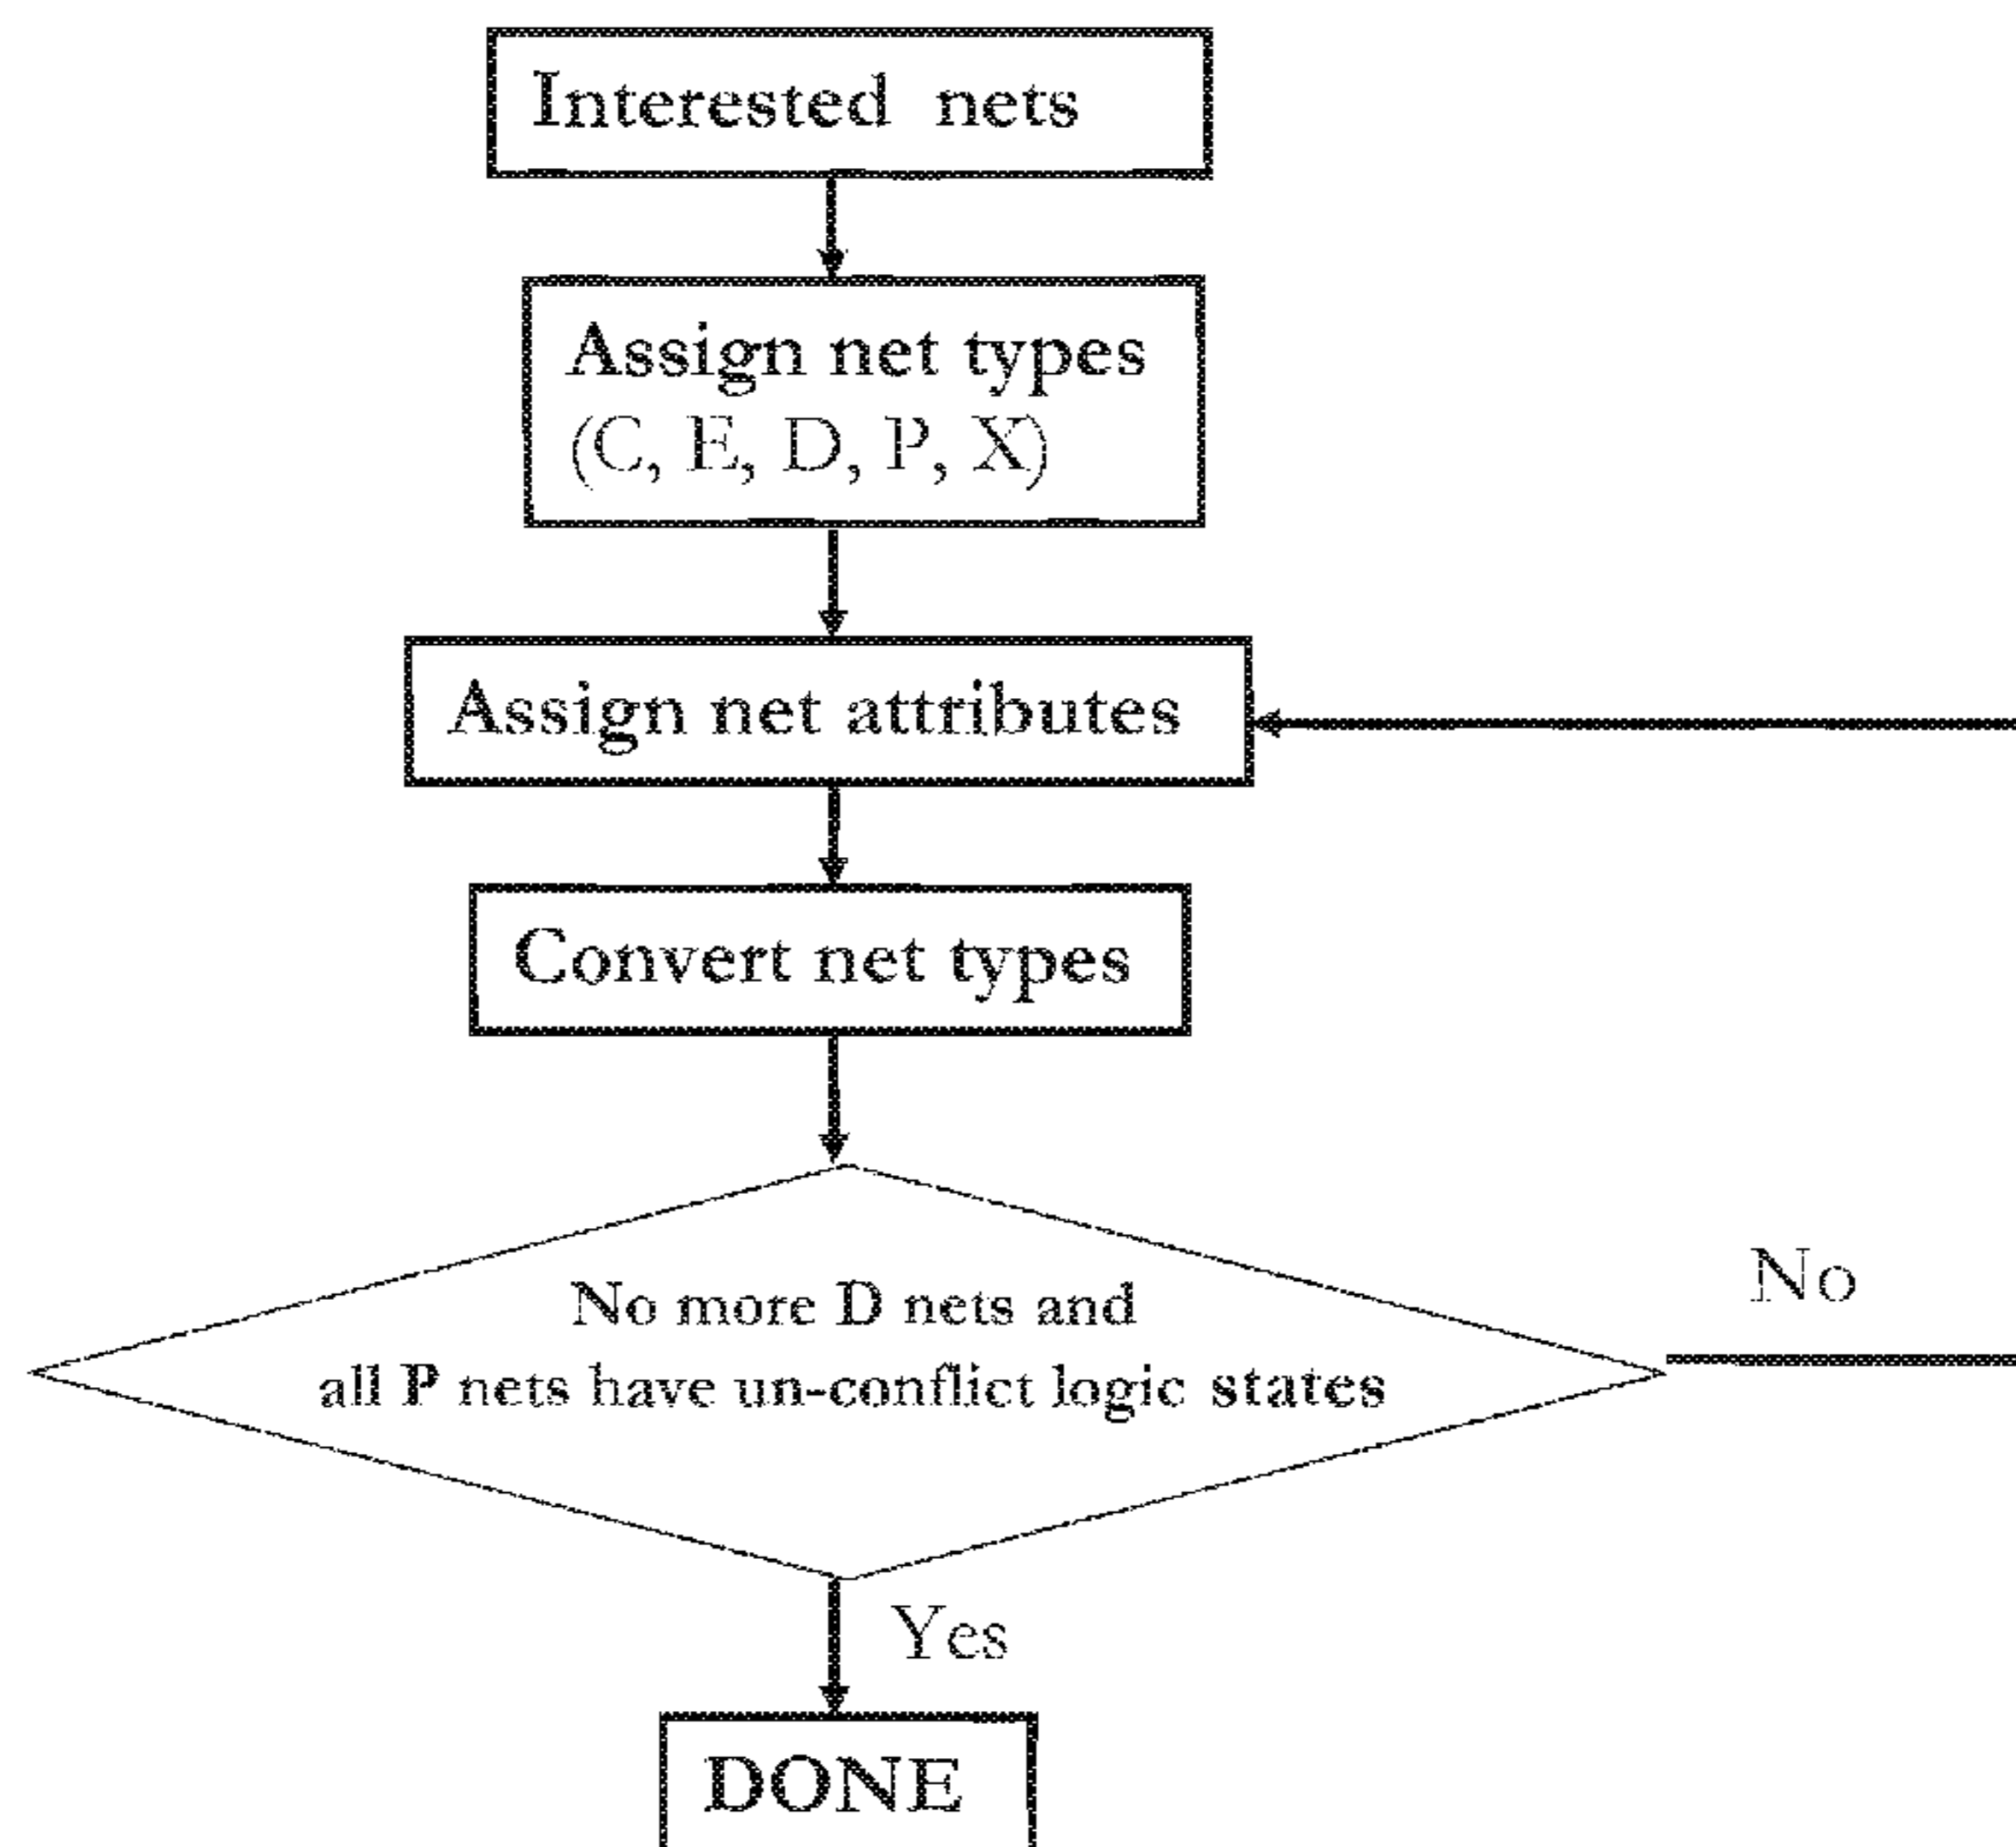 Interested nets
Assign net types
(C, E, D, P, X)
Assign net attributes
Convert net types
No more D nets and
all P nets have un-conflict logic states
No
Yes
DONE